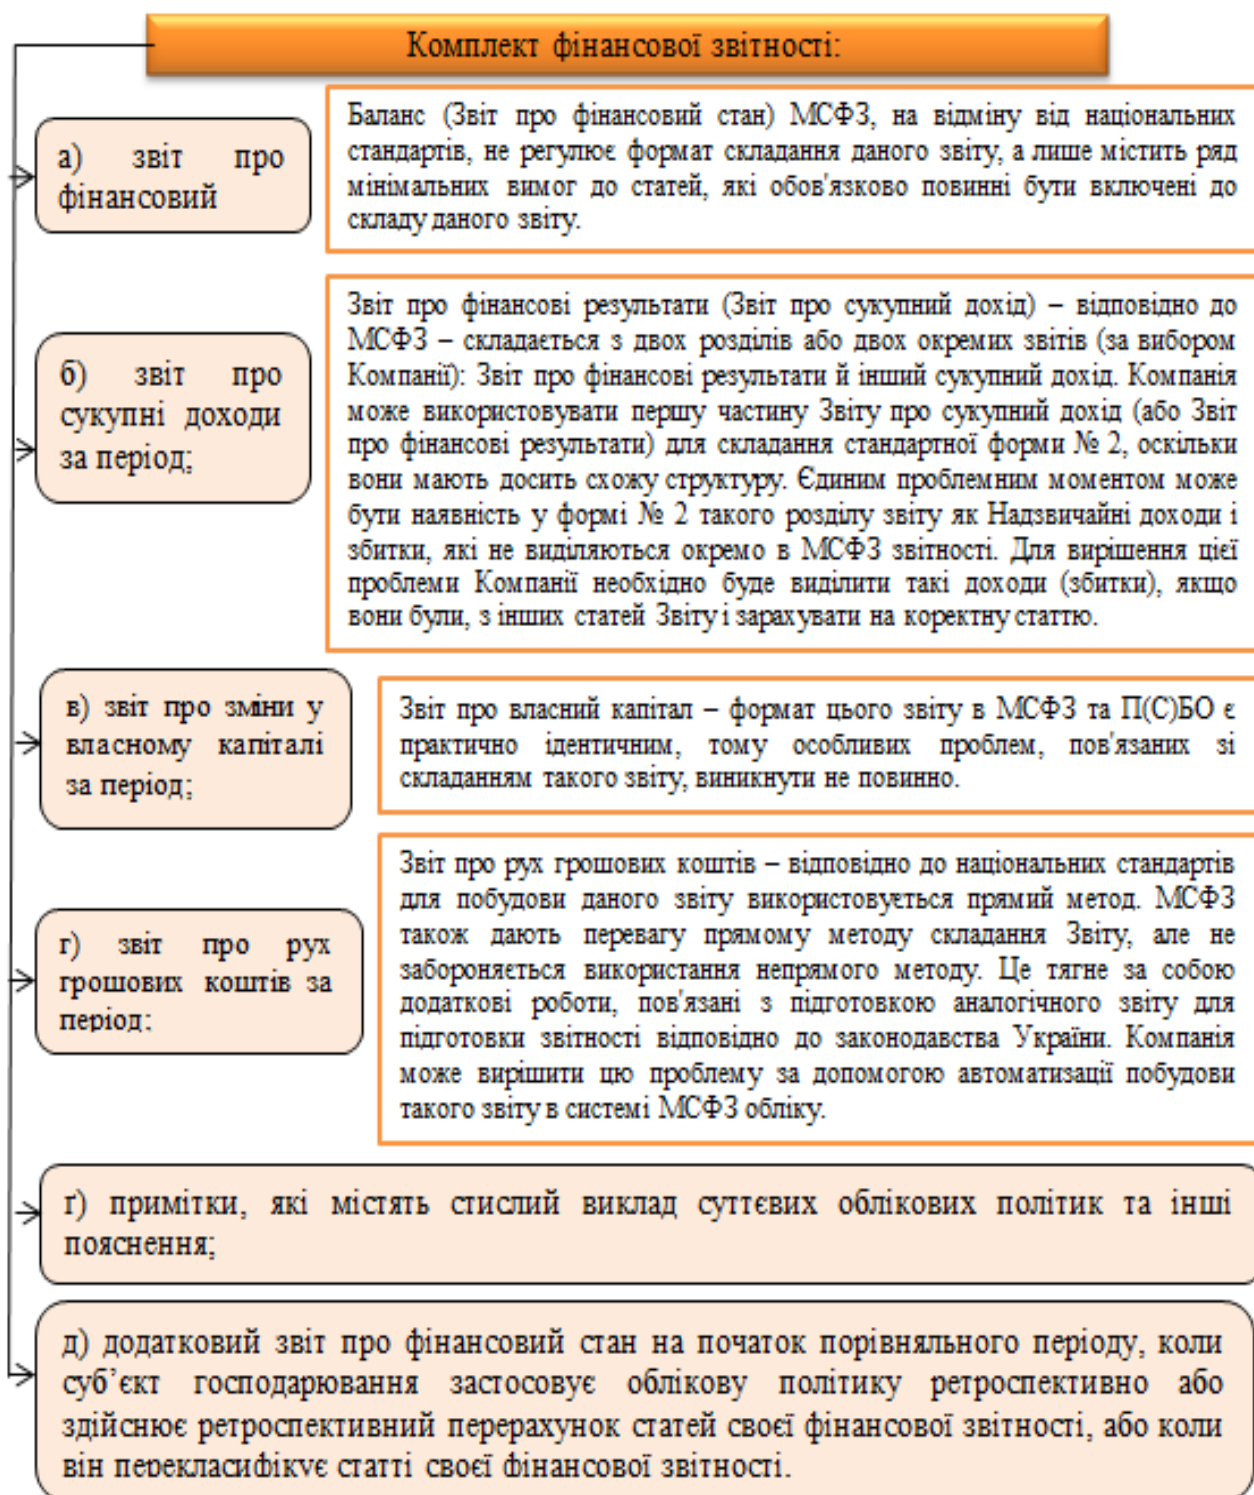 Комплект фінансової звітності:
а) звіт про
фінансовий
Баланс (Звіт про фінансовий стан) МСФЗ, на відміну від національних
стандартів, не регулює формат складання даного звіту, а лише містить ряд
мінімальних вимог до статей, які обов'язково повинні бути включені до
складу даного звіту.
б) звіт про
сукупні доходи
за період;
Звіт про фінансові результати (Звіт про сукупний дохід) – відповідно до
МСФЗ – складається з двох розділів або двох окремих звітів (за вибором
Компанії): Звіт про фінансові результати й інший сукупний дохід. Компанія
може використовувати першу частину Звіту про сукупний дохід (або Звіт
про фінансові результати) для складання стандартної форми № 2, оскільки
вони мають досить схожу структуру. Єдиним проблемним моментом може
бути наявність у формі № 2 такого розділу звіту як Надзвичайні доходи і
збитки, які не виділяються окремо в МСФЗ звітності. Для вирішення цієї
проблеми Компанії необхідно буде виділити такі доходи (збитки), якщо
вони були, з інших статей Звіту і зарахувати на коректну статтю.
в) звіт про зміни у
власному капіталі
за період;
Звіт про власний капітал – формат цього звіту в МСФЗ та П(С)БО є
практично ідентичним, тому особливих проблем, пов'язаних зі
складанням такого звіту, виникнути не повинно.
г) звіт про рух
грошових коштів за
період;
Звіт про рух грошових коштів – відповідно до національних стандартів
для побудови даного звіту використовується прямий метод. МСФЗ
також дають перевагу прямому методу складання Звіту, але не
забороняється використання непрямого методу. Це тягне за собою
додаткові роботи, пов'язані з підготовкою аналогічного звіту для
підготовки звітності відповідно до законодавства України. Компанія
може вирішити цю проблему за допомогою автоматизації побудови
такого звіту в системі МСФЗ обліку.
ґ) примітки, які містять стислий виклад суттєвих облікових політик та інші
пояснення;
д) додатковий звіт про фінансовий стан на початок порівняльного періоду, коли
суб’єкт господарювання застосовує облікову політику ретроспективно або
здійснює ретроспективний перерахунок статей своєї фінансової звітності, або коли
він перекласифікує статті своєї фінансової звітності.